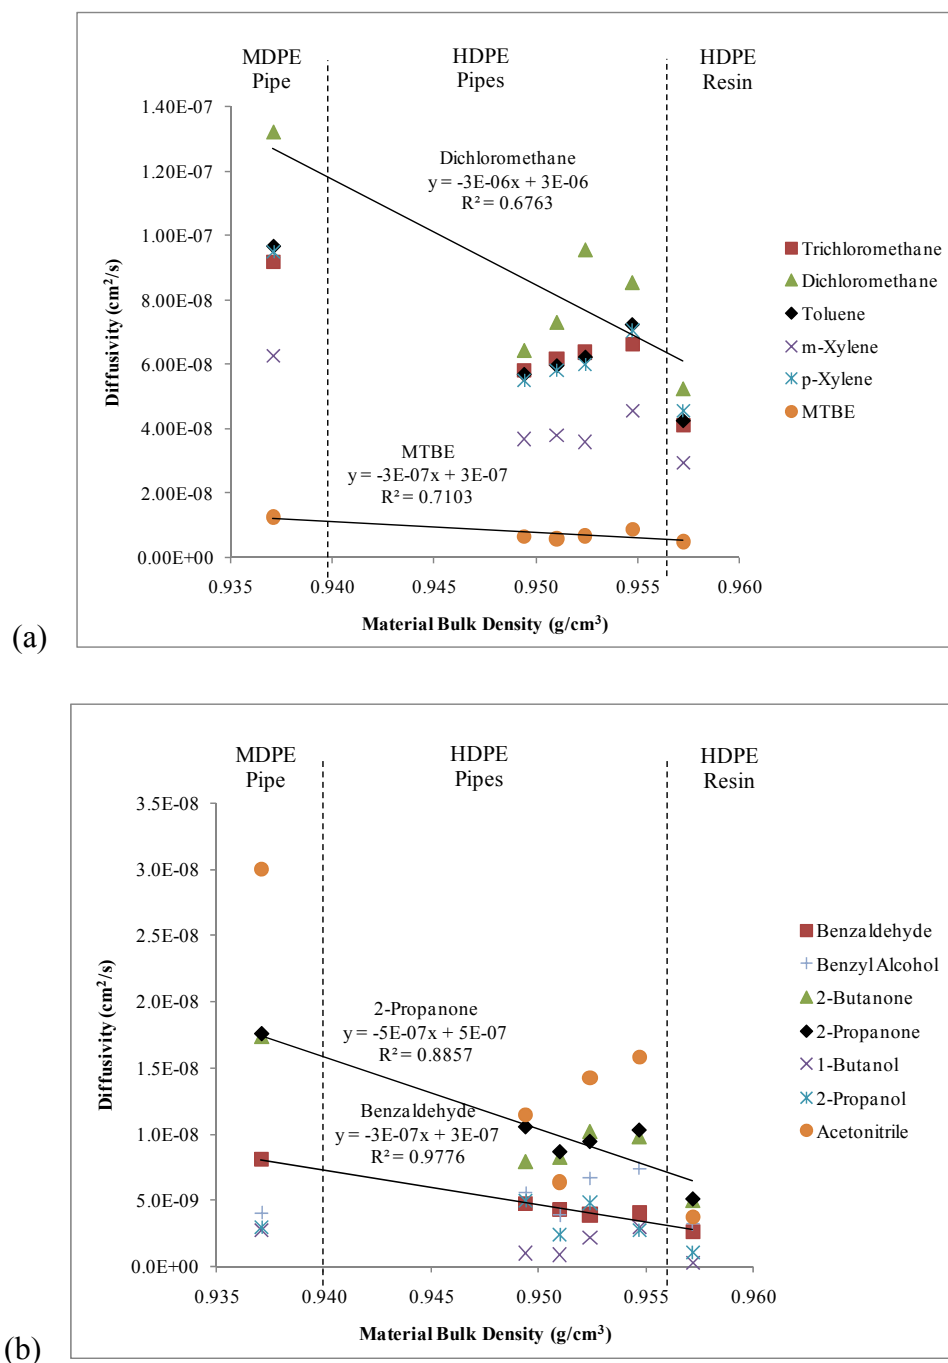 MDPE
Pipe
HDPE
Pipes
HDPE
Resin
1.40E-07
1.20E-07
1.00E-07
8.00E-08
6.00E-08
4.00E-08
2.00E-08
0.00E+00
Diffusivity (cm²/s)
Dichloromethane
y = -3E-06x + 3E-06
R² = 0.6763
MTBE
y = -3E-07x + 3E-07
R² = 0.7103
Trichloromethane
Dichloromethane
Toluene
m-Xylene
p-Xylene
MTBE
0.935 0.940 0.945 0.950 0.955 0.960
Material Bulk Density (g/cm³)
(a)
MDPE
Pipe
HDPE
Pipes
HDPE
Resin
3.5E-08
3.0E-08
2.5E-08
2.0E-08
1.5E-08
1.0E-08
5.0E-09
0.0E+00
Diffusivity (cm²/s)
2-Propanone
y = -5E-07x + 5E-07
R² = 0.8857
Benzaldehyde
y = -3E-07x + 3E-07
R² = 0.9776
Benzaldehyde
Benzyl Alcohol
2-Butanone
2-Propanone
1-Butanol
2-Propanol
Acetonitrile
0.935 0.940 0.945 0.950 0.955 0.960
Material Bulk Density (g/cm³)
(b)